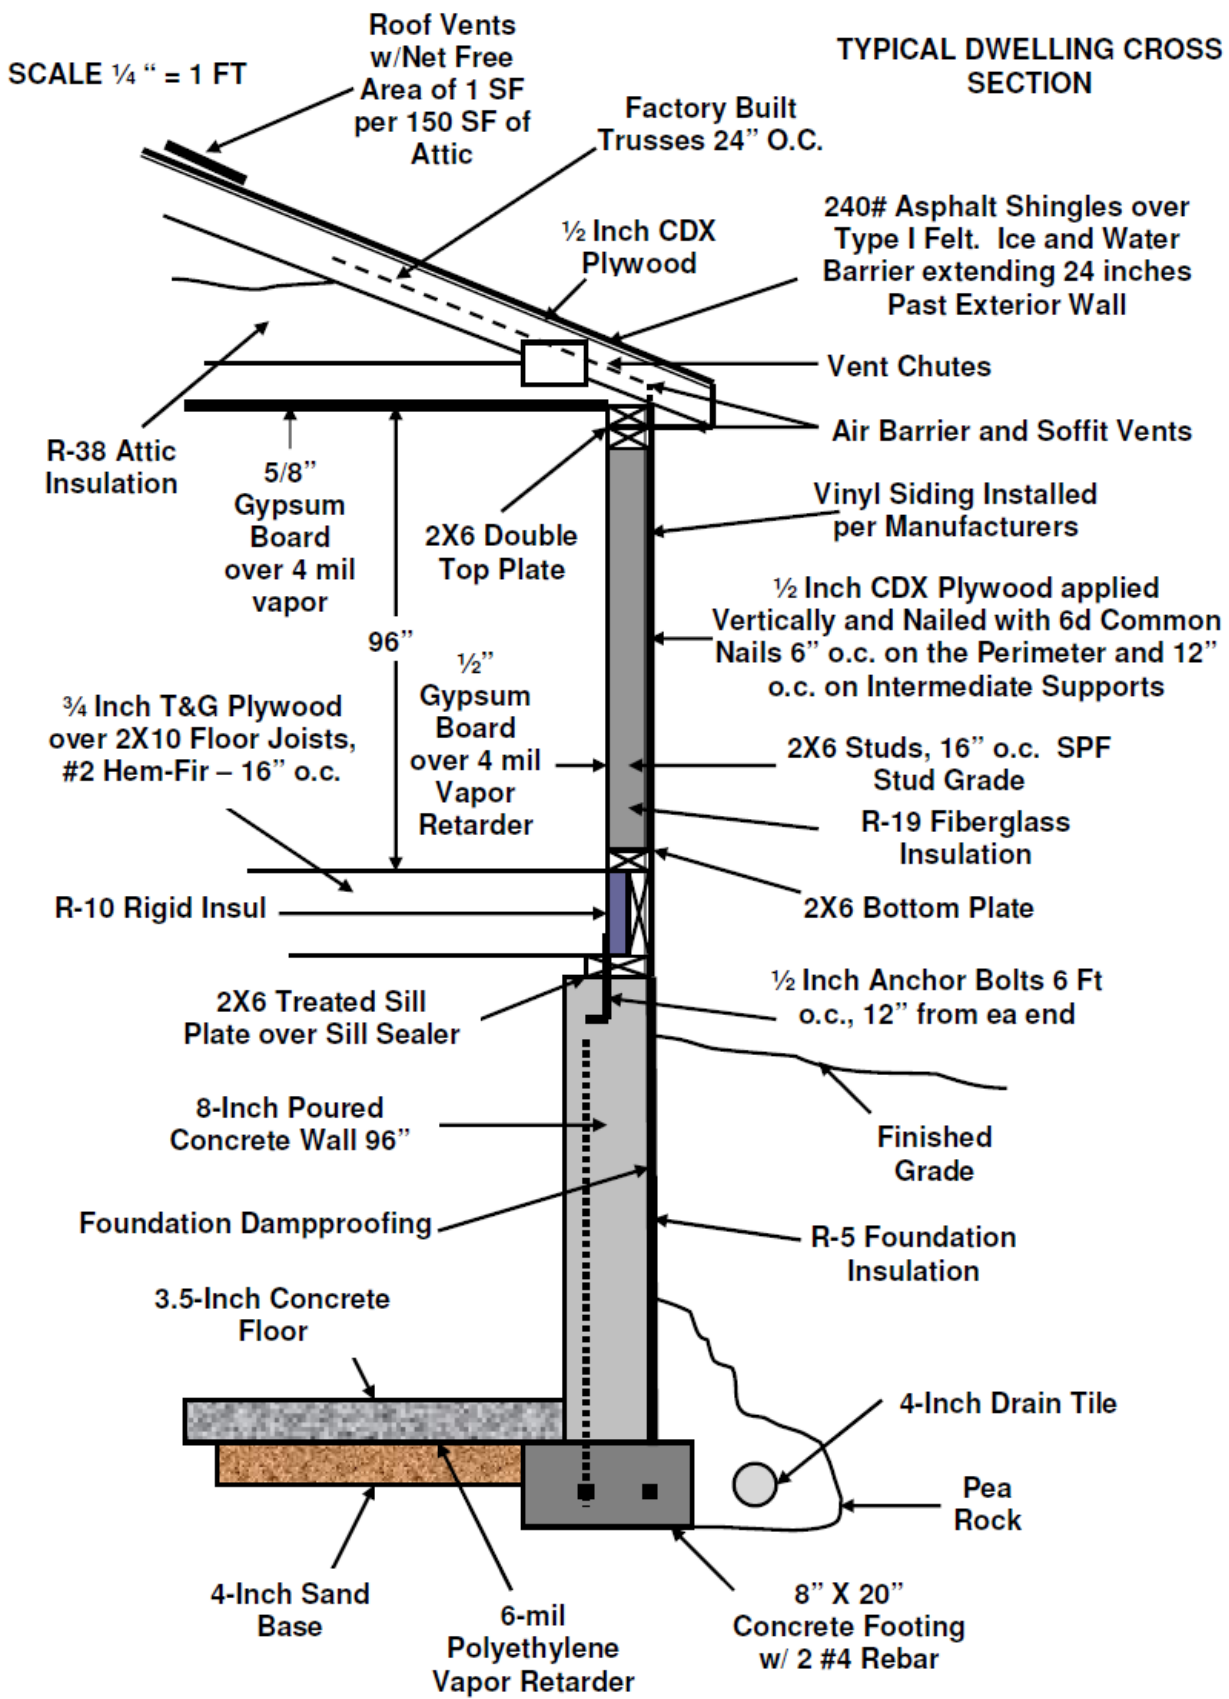 SCALE ¼ “ = 1 FT
Roof Vents
w/Net Free
Area of 1 SF
per 150 SF of
Attic
TYPICAL DWELLING CROSS
SECTION
Factory Built
Trusses 24” O.C.
½ Inch CDX
Plywood
240# Asphalt Shingles over
Type I Felt. Ice and Water
Barrier extending 24 inches
Past Exterior Wall
Vent Chutes
Air Barrier and Soffit Vents
R-38 Attic
Insulation
5/8”
Gypsum
Board
over 4 mil
vapor
2X6 Double
Top Plate
Vinyl Siding Installed
per Manufacturers
½ Inch CDX Plywood applied
Vertically and Nailed with 6d Common
Nails 6” o.c. on the Perimeter and 12”
o.c. on Intermediate Supports
96”
½”
Gypsum
Board
over 4 mil
Vapor
Retarder
¾ Inch T&G Plywood
over 2X10 Floor Joists,
#2 Hem-Fir – 16” o.c.
2X6 Studs, 16” o.c. SPF
Stud Grade
R-19 Fiberglass
Insulation
R-10 Rigid Insul
2X6 Bottom Plate
2X6 Treated Sill
Plate over Sill Sealer
½ Inch Anchor Bolts 6 Ft
o.c., 12” from ea end
8-Inch Poured
Concrete Wall 96”
Finished
Grade
Foundation Dampproofing
R-5 Foundation
Insulation
3.5-Inch Concrete
Floor
4-Inch Drain Tile
Pea
Rock
4-Inch Sand
Base
6-mil
Polyethylene
Vapor Retarder
8” X 20”
Concrete Footing
w/ 2 #4 Rebar